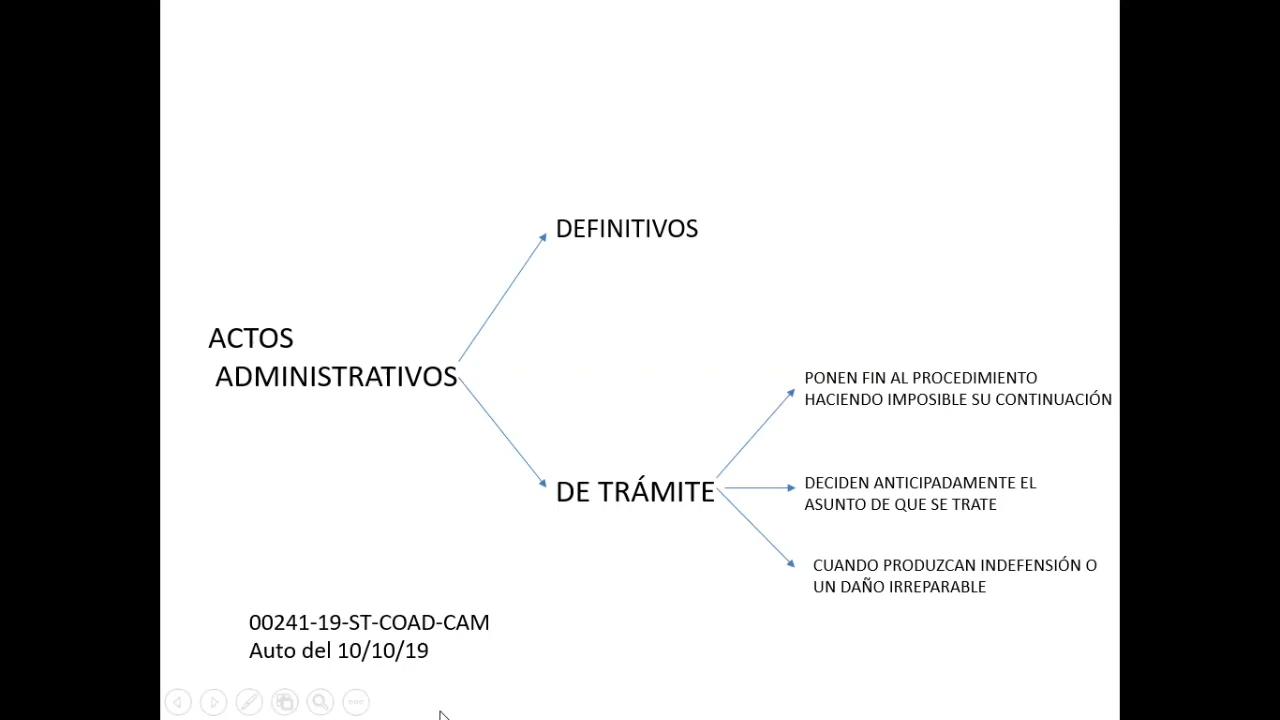 DEFINITIVOS
ACTOS
ADMINISTRATIVOS
PONEN FIN AL PROCEDIMIENTO
HACIENDO IMPOSIBLE SU CONTINUACIÓN
DE TRÁMITE
DECIDEN ANTICIPADAMENTE EL
ASUNTO DE QUE SE TRATE
CUANDO PRODUZCAN INDEFENSIÓN O
UN DAÑO IRREPARABLE
00241-19-ST-COAD-CAM
Auto del 10/10/19